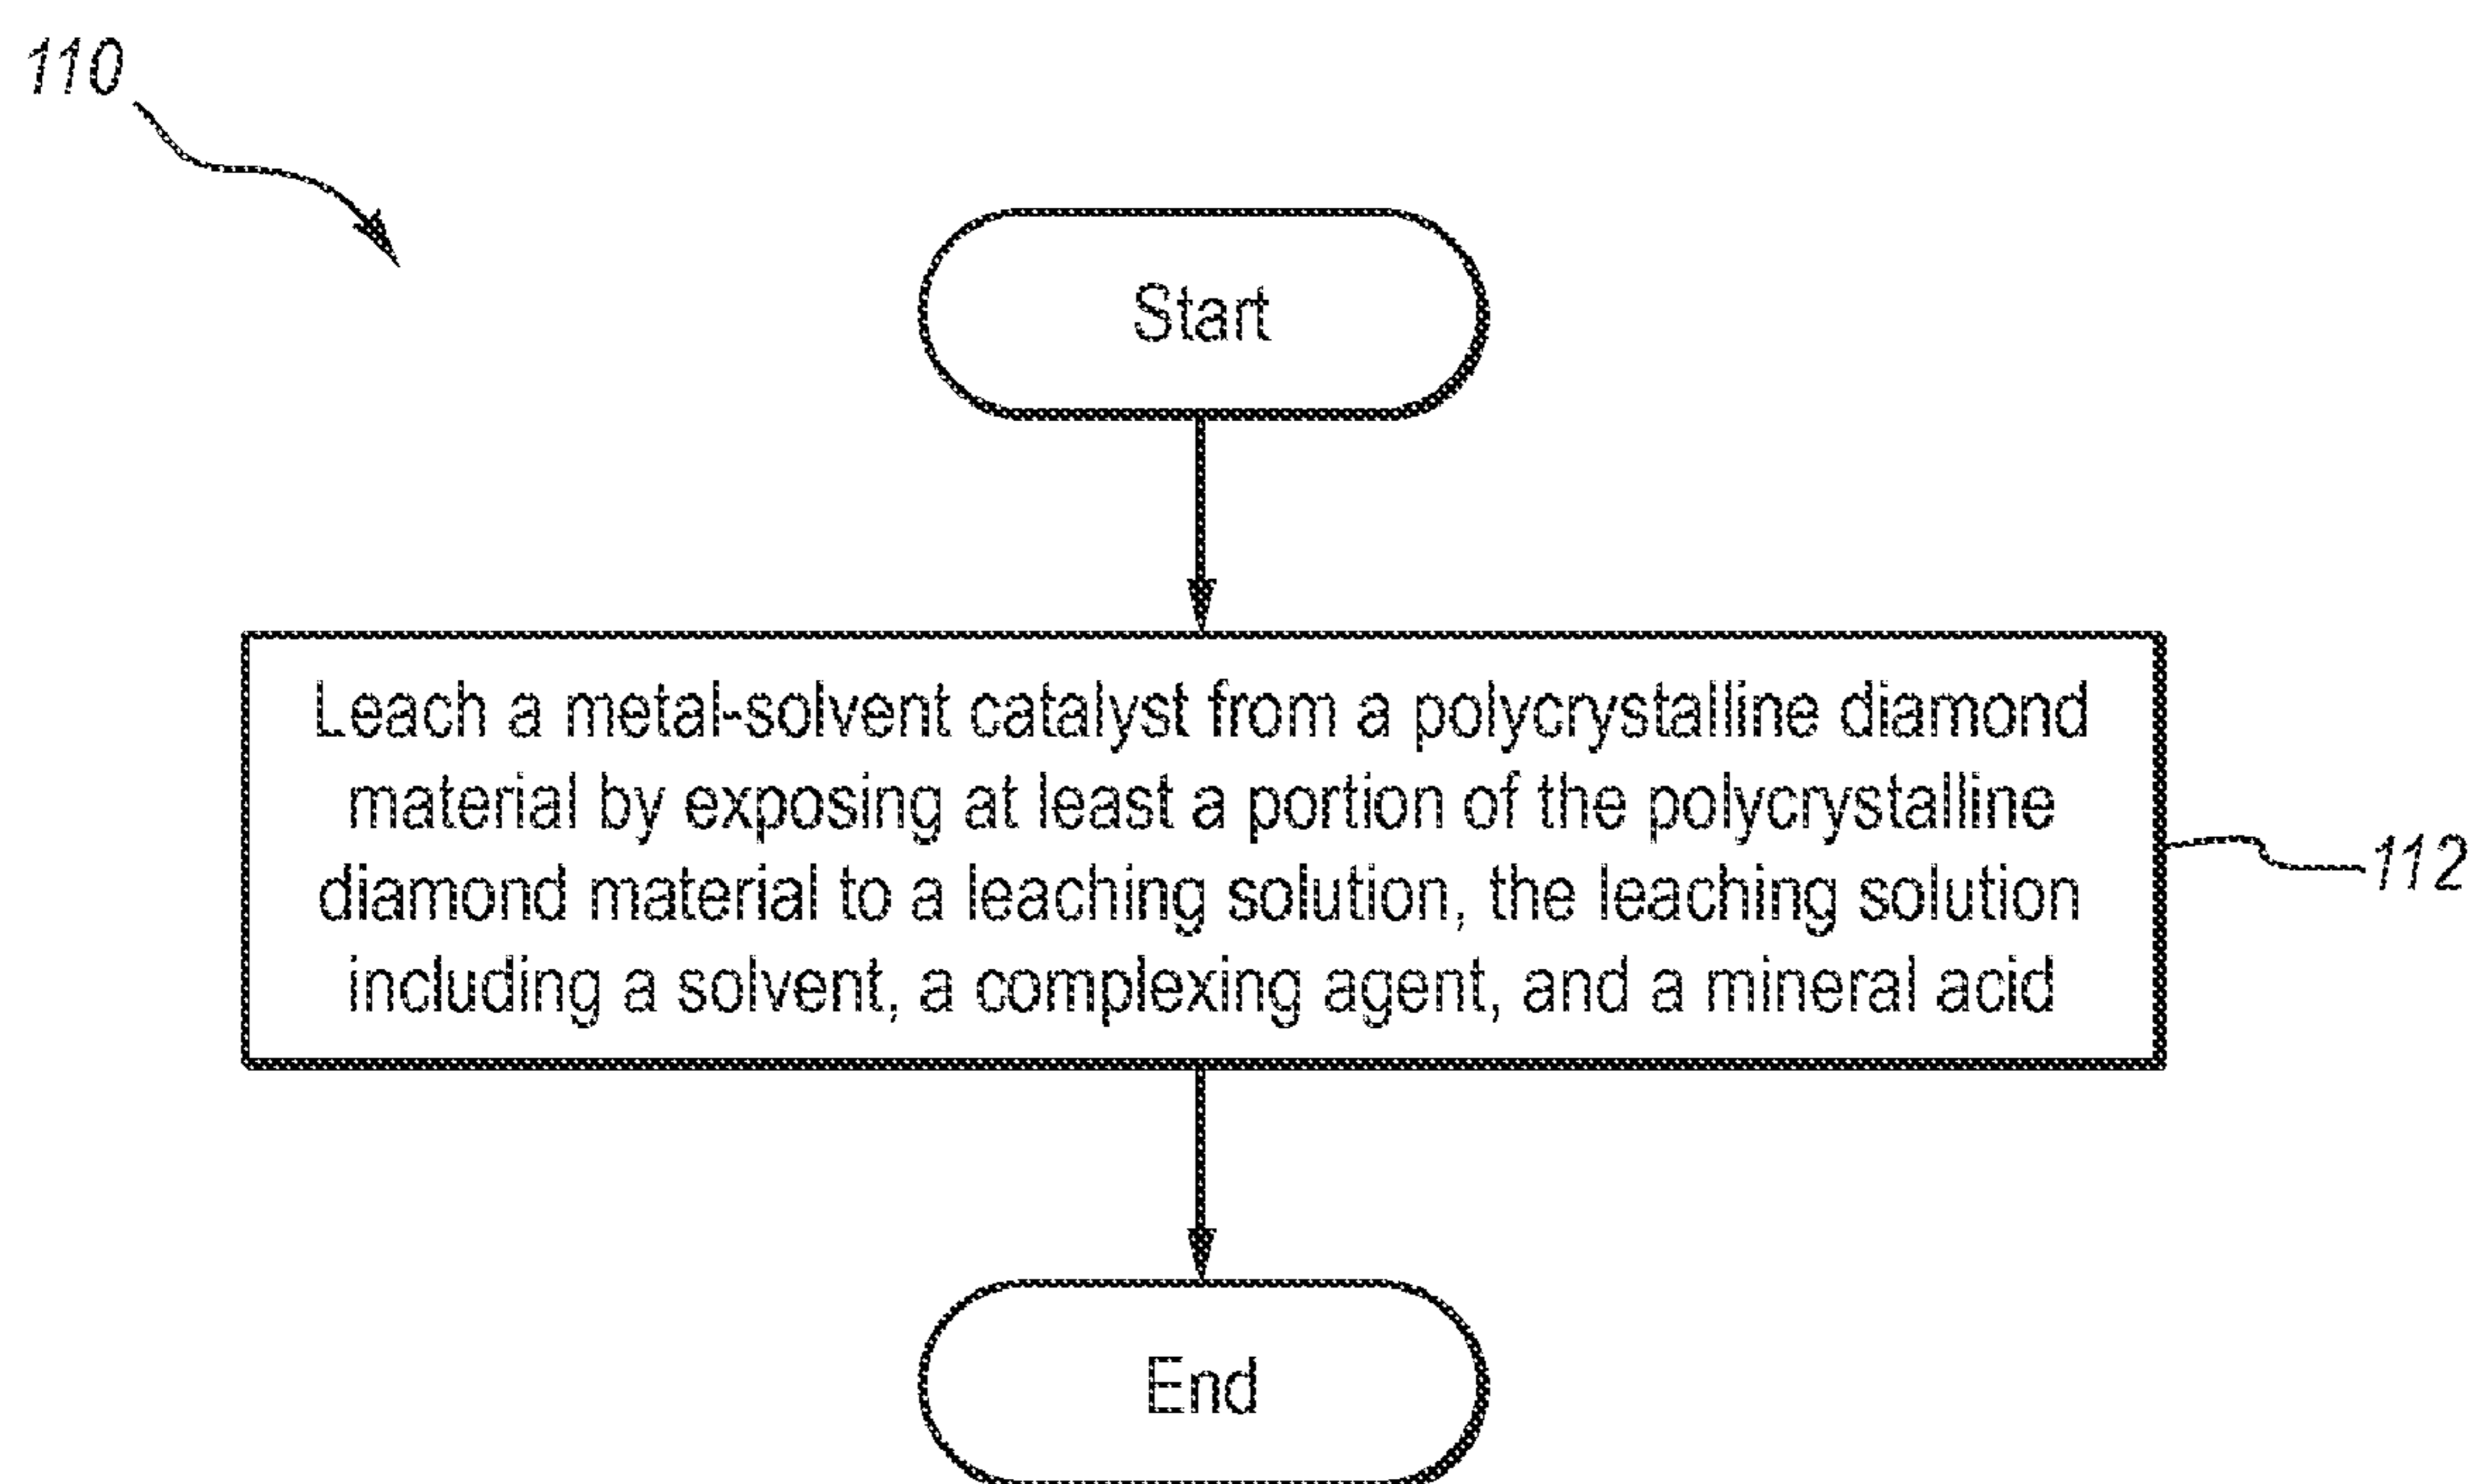 110
Start
Leach a metal-solvent catalyst from a polycrystalline diamond
material by exposing at least a portion of the polycrystalline
diamond material to a leaching solution, the leaching solution
including a solvent, a complexing agent, and a mineral acid
112
End